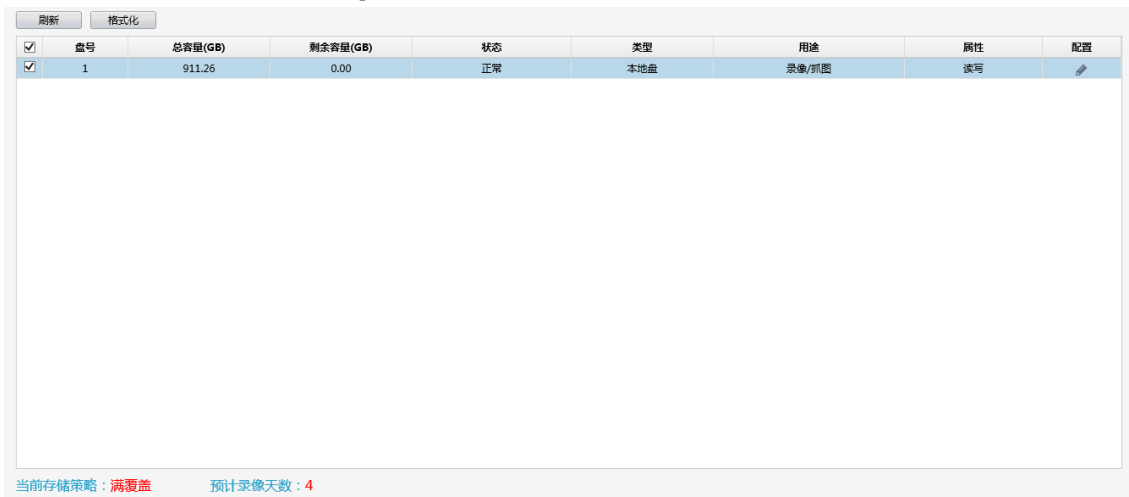 刷新 格式化
盘号 总容量(GB) 剩余容量(GB) 状态 类型 用途 属性 配置
1 911.26 0.00 正常 本地盘 录像/抓图 读写
当前存储策略：满覆盖 预计录像天数：4